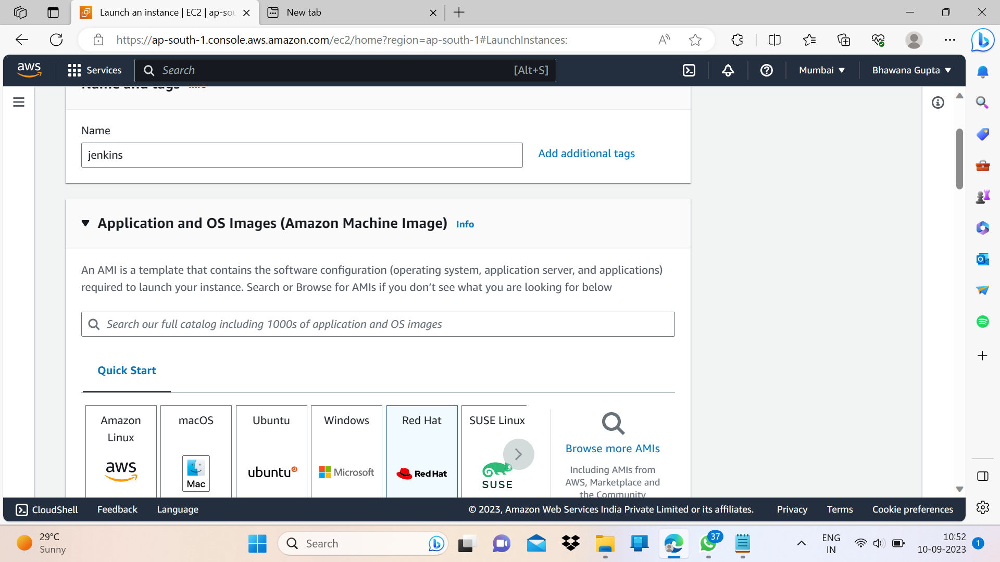 Launch an instance | EC2 | ap-sou
New tab
https://ap-south-1.console.aws.amazon.com/ec2/home?region=ap-south-1#LaunchInstances:
aws
Services
Search
[Alt+S]
Mumbai
Bhawana Gupta
Name and tags Info
Name
jenkins
Add additional tags
Application and OS Images (Amazon Machine Image) Info
An AMI is a template that contains the software configuration (operating system, application server, and applications)
required to launch your instance. Search or Browse for AMIs if you don’t see what you are looking for below
Search our full catalog including 1000s of application and OS images
Quick Start
Amazon
Linux
aws
macOS
Mac
Ubuntu
ubuntu
Windows
Microsoft
Red Hat
Red Hat
SUSE Linux
SUSE
Browse more AMIs
Including AMIs from
AWS, Marketplace and
the Community
CloudShell
Feedback
Language
© 2023, Amazon Web Services India Private Limited or its affiliates.
Privacy
Terms
Cookie preferences
29°C
Sunny
Search
37
ENG
IN
10:52
10-09-2023
1